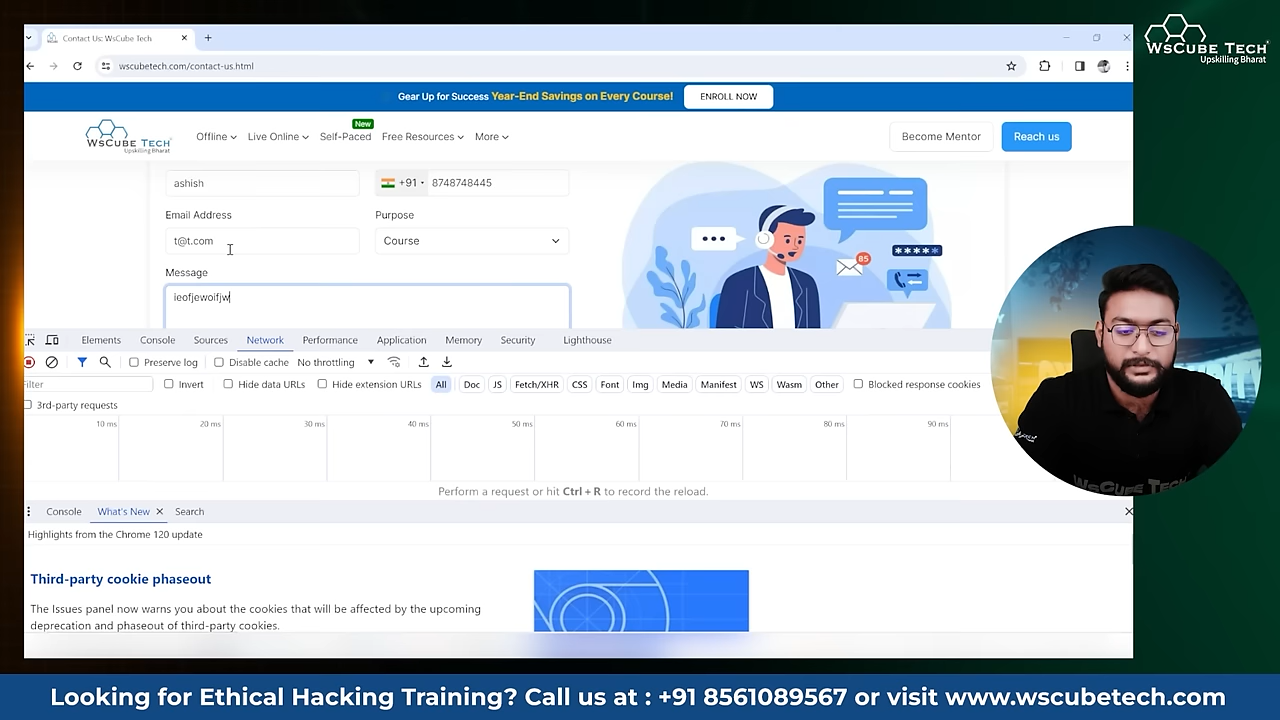 Contact Us: WsCube Tech
WSCUBE TECH
Upskilling Bharat
wscubetech.com/contact-us.html
Gear Up for Success Year-End Savings on Every Course! ENROLL NOW
New
WSCUBE TECH
Upskilling Bharat
Offline Live Online Self-Paced Free Resources More Become Mentor Reach us
ashish +91 8748748445
Email Address Purpose
t@t.com Course
Message
ieofjewoifjw
85
****
Elements Console Sources Network Performance Application Memory Security Lighthouse
Preserve log Disable cache No throttling
Filter Invert Hide data URLs Hide extension URLs All Doc JS Fetch/XHR CSS Font Img Media Manifest WS Wasm Other Blocked response cookies
3rd-party requests
10 ms 20 ms 30 ms 40 ms 50 ms 60 ms 70 ms 80 ms 90 ms
Perform a request or hit Ctrl + R to record the reload.
WSCUBE TECH
Console What's New Search
Highlights from the Chrome 120 update
Third-party cookie phaseout
The Issues panel now warns you about the cookies that will be affected by the upcoming
deprecation and phaseout of third-party cookies.
Looking for Ethical Hacking Training? Call us at : +91 8561089567 or visit www.wscubetech.com